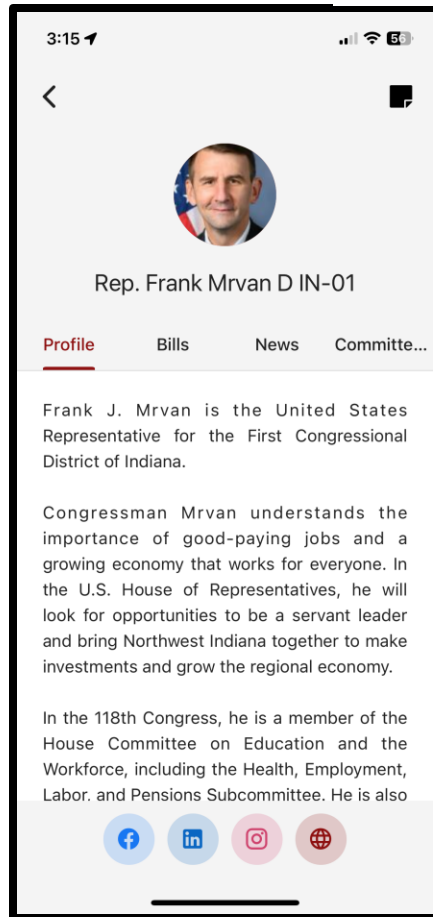 3:15
56
Rep. Frank Mrvan D IN-01
Profile Bills News Committe...
Frank J. Mrvan is the United States
Representative for the First Congressional
District of Indiana.
Congressman Mrvan understands the
importance of good-paying jobs and a
growing economy that works for everyone. In
the U.S. House of Representatives, he will
look for opportunities to be a servant leader
and bring Northwest Indiana together to make
investments and grow the regional economy.
In the 118th Congress, he is a member of the
House Committee on Education and the
Workforce, including the Health, Employment,
Labor, and Pensions Subcommittee. He is also